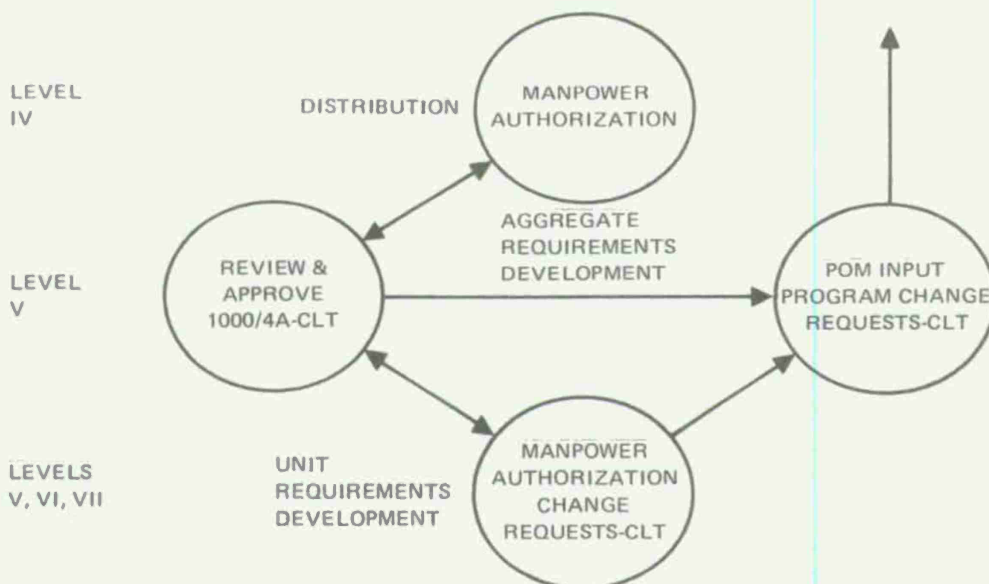 LEVEL
IV
DISTRIBUTION
MANPOWER
AUTHORIZATION
AGGREGATE
REQUIREMENTS
DEVELOPMENT
LEVEL
V
REVIEW &
APPROVE
1000/4A-CLT
POM INPUT
PROGRAM CHANGE
REQUESTS-CLT
LEVELS
V, VI, VII
UNIT
REQUIREMENTS
DEVELOPMENT
MANPOWER
AUTHORIZATION
CHANGE
REQUESTS-CLT